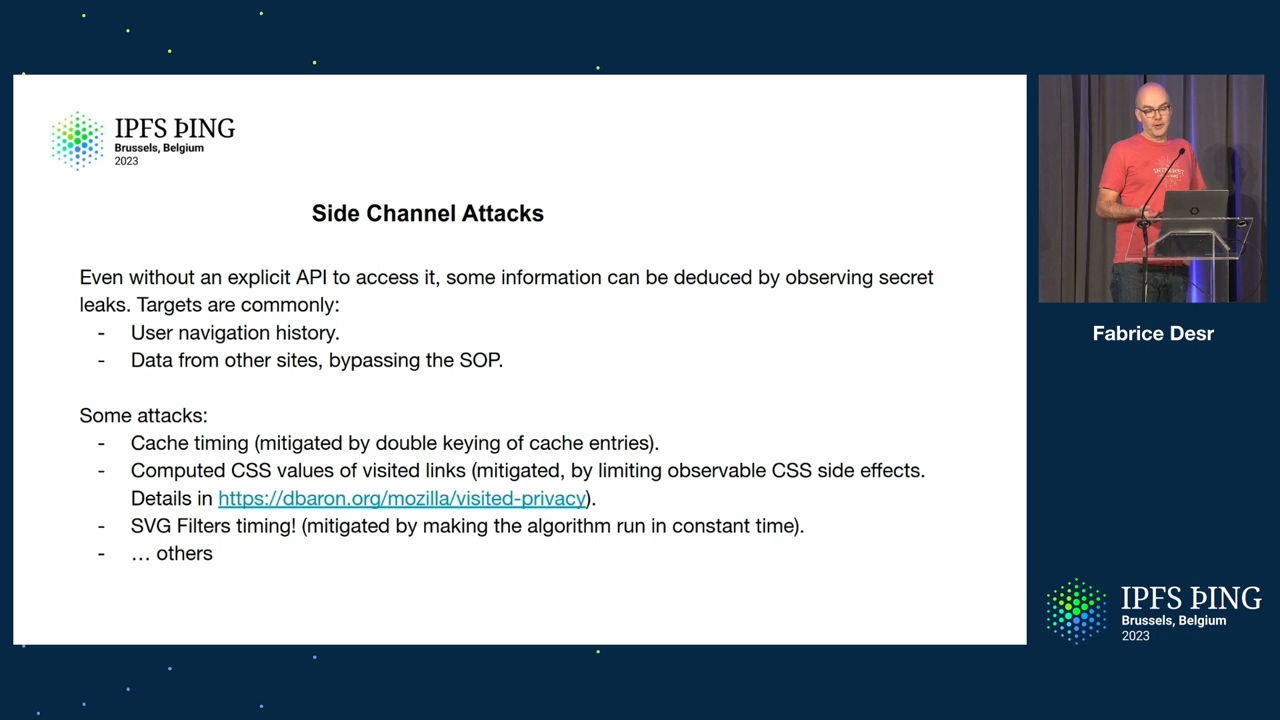 IPFS ÞING
Brussels, Belgium
2023
Side Channel Attacks
Even without an explicit API to access it, some information can be deduced by observing secret
leaks. Targets are commonly:
- User navigation history.
- Data from other sites, bypassing the SOP.
Some attacks:
- Cache timing (mitigated by double keying of cache entries).
- Computed CSS values of visited links (mitigated, by limiting observable CSS side effects.
Details in https://dbaron.org/mozilla/visited-privacy).
- SVG Filters timing! (mitigated by making the algorithm run in constant time).
- … others
Fabrice Desr
IPFS ÞING
Brussels, Belgium
2023